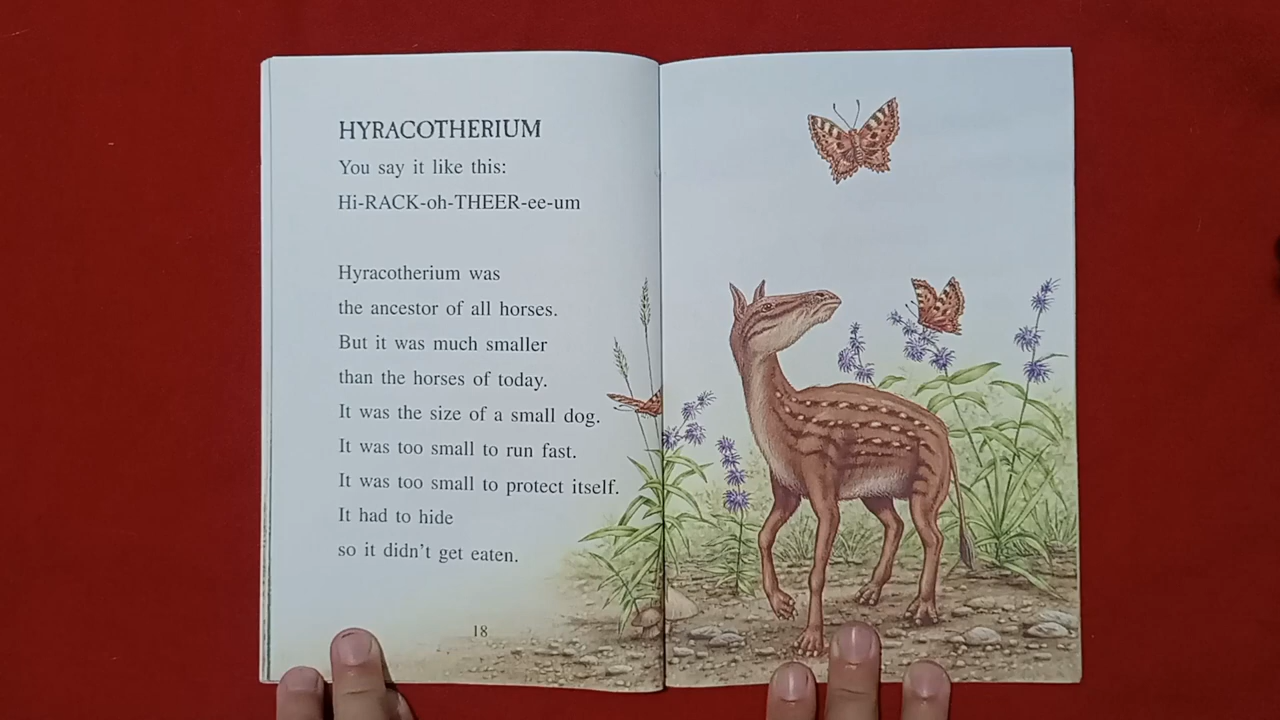 HYRACOTHERIUM
You say it like this:
Hi-RACK-oh-THEER-ee-um
Hyracotherium was
the ancestor of all horses.
But it was much smaller
than the horses of today.
It was the size of a small dog.
It was too small to run fast.
It was too small to protect itself.
It had to hide
so it didn't get eaten.
18